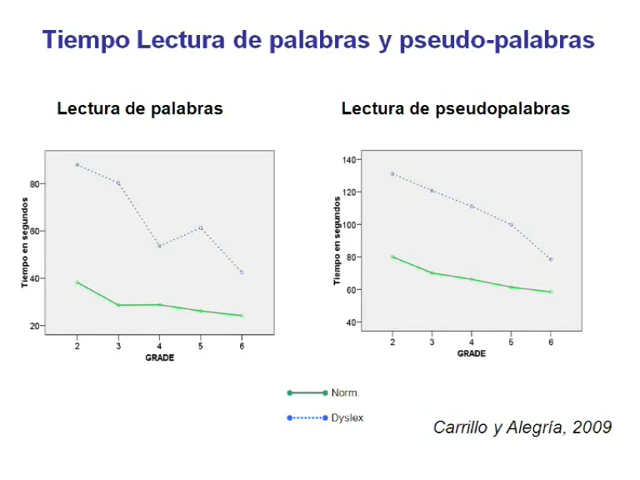 Tiempo Lectura de palabras y pseudo-palabras
Lectura de palabras
Lectura de pseudopalabras
Tiempo en segundos
80
60
40
20
2 3 4 5 6
GRADE
Tiempo en segundos
140
120
100
80
60
40
2 3 4 5 6
GRADE
Norm.
Dyslex
Carrillo y Alegría, 2009